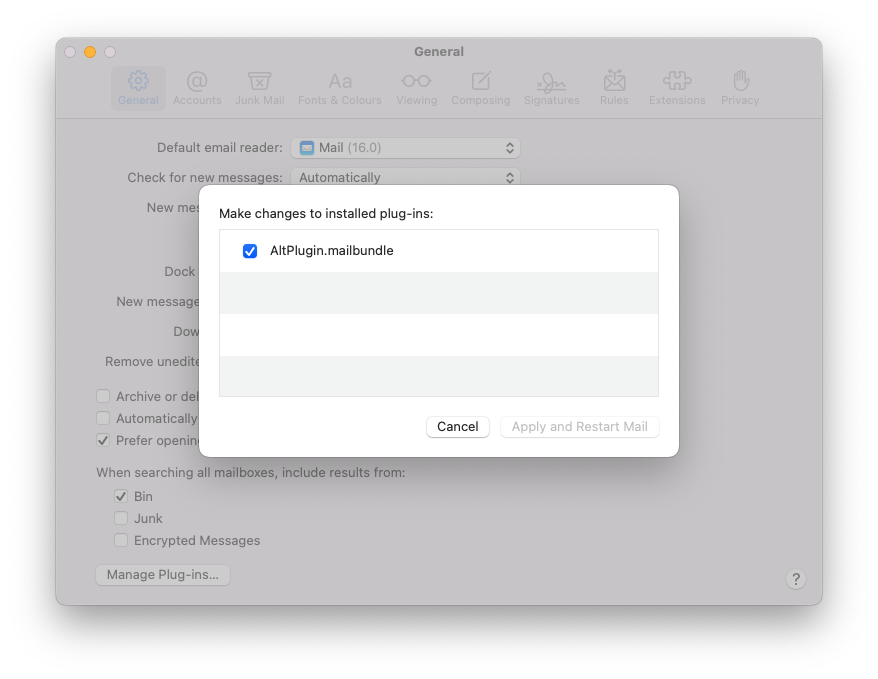 General
General
Accounts
Junk Mail
Fonts & Colours
Viewing
Composing
Signatures
Rules
Extensions
Privacy
Default email reader: Mail (16.0)
Check for new messages: Automatically
New mes
Dock
New message
Dow
Remove unedite
Archive or del
Automatically
Prefer opening
Make changes to installed plug-ins:
AltPlugin.mailbundle
Cancel
Apply and Restart Mail
When searching all mailboxes, include results from:
Bin
Junk
Encrypted Messages
Manage Plug-ins...
?